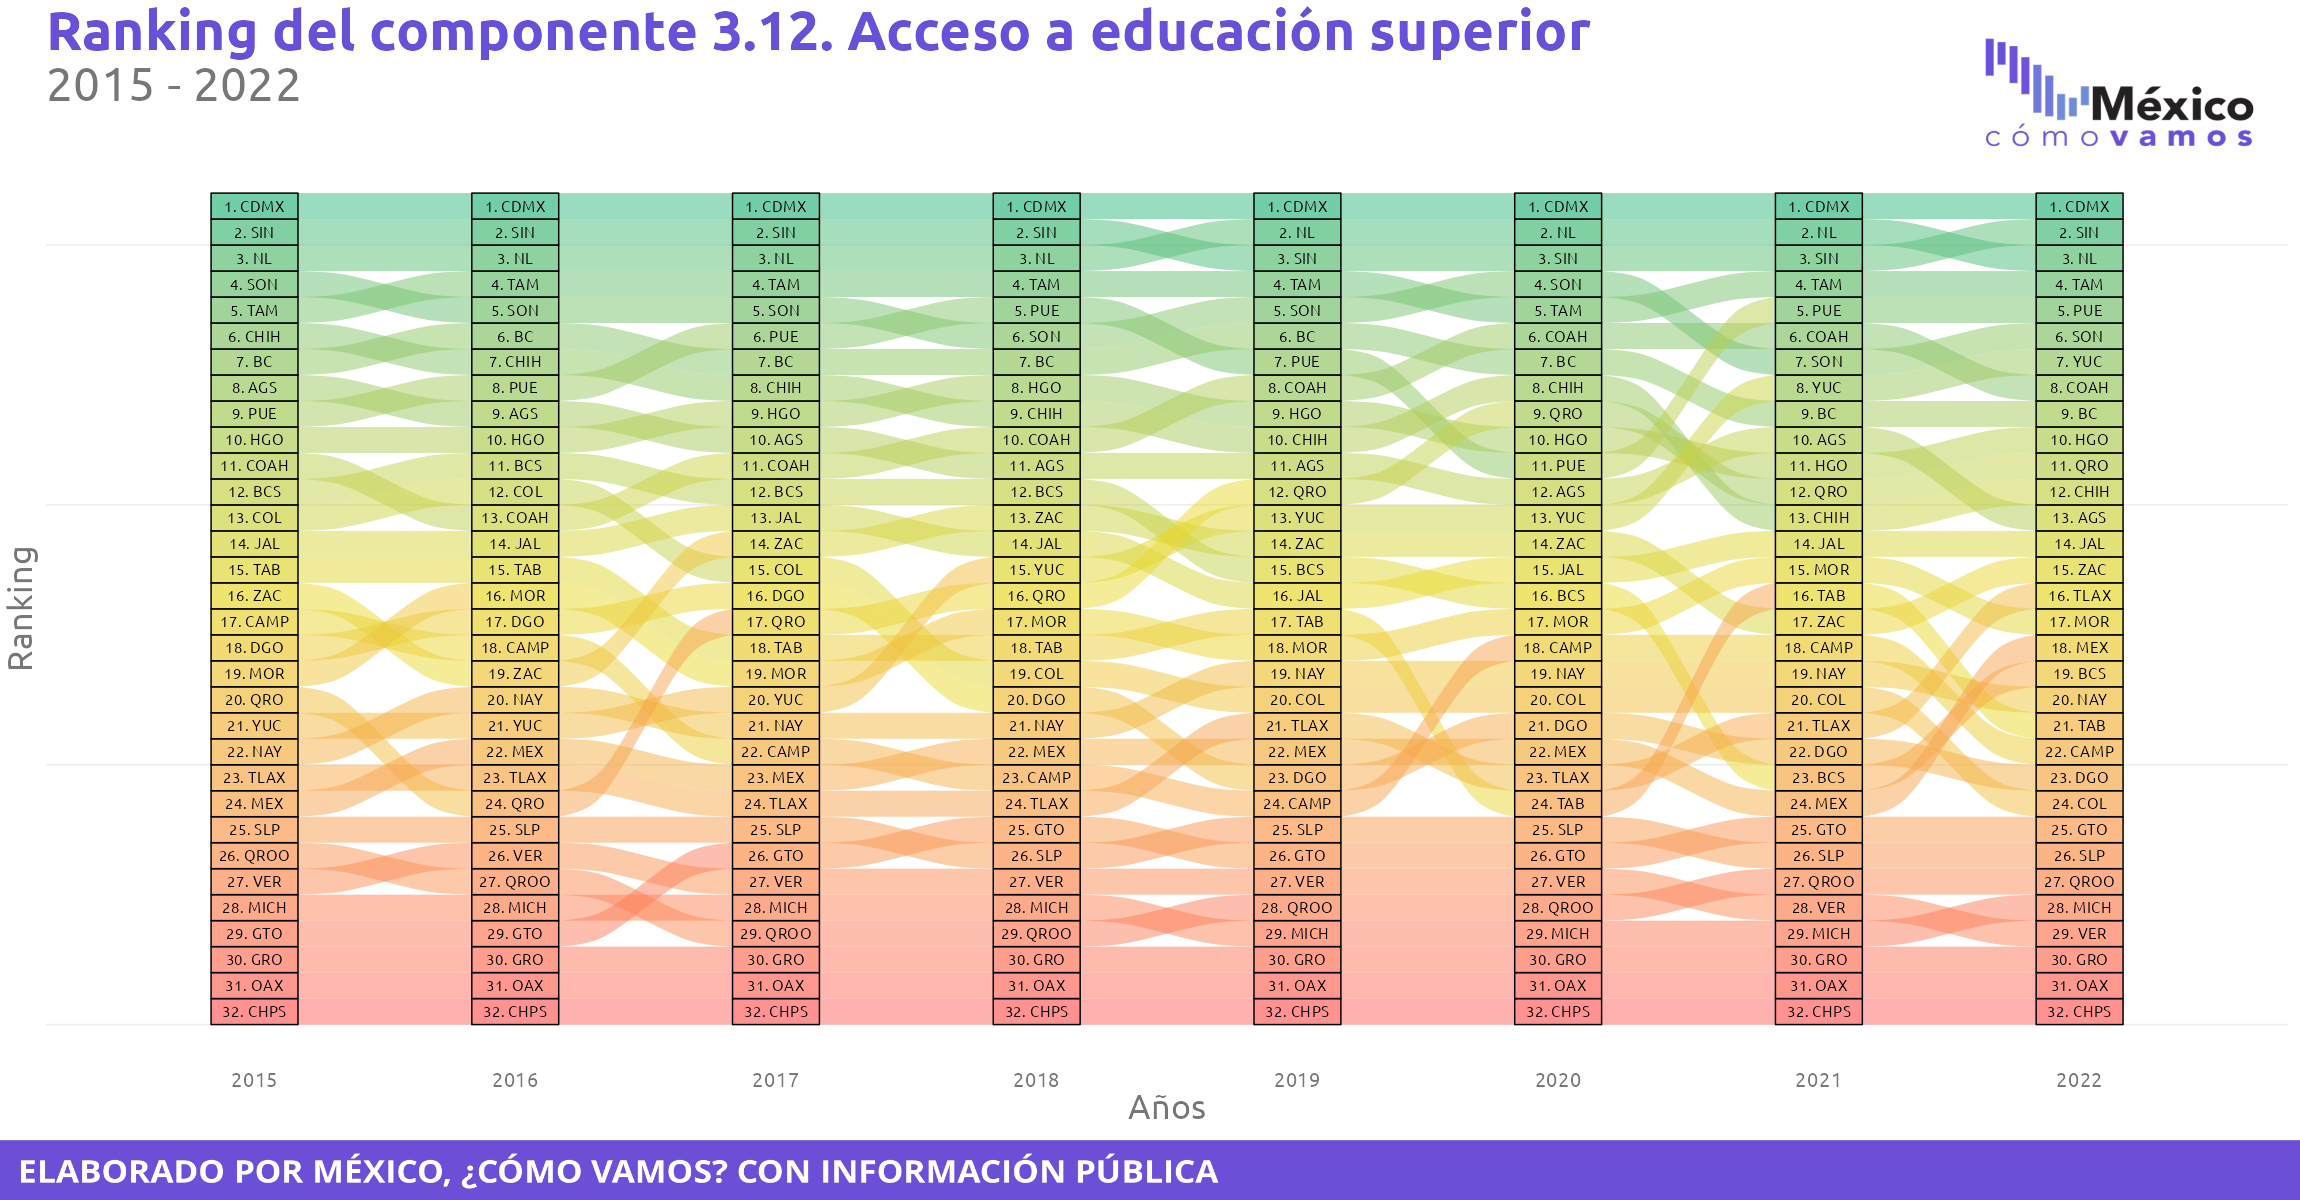 Ranking del componente 3.12. Acceso a educación superior
2015 - 2022
México
cómovamos
Ranking
1. CDMX 1. CDMX 1. CDMX 1. CDMX 1. CDMX 1. CDMX 1. CDMX 1. CDMX
2. SIN 2. SIN 2. SIN 2. SIN 2. NL 2. NL 2. NL 2. SIN
3. NL 3. NL 3. NL 3. NL 3. SIN 3. SIN 3. SIN 3. NL
4. SON 4. TAM 4. TAM 4. TAM 4. TAM 4. SON 4. TAM 4. TAM
5. TAM 5. SON 5. SON 5. PUE 5. SON 5. TAM 5. PUE 5. PUE
6. CHIH 6. BC 6. PUE 6. SON 6. BC 6. COAH 6. COAH 6. SON
7. BC 7. CHIH 7. BC 7. BC 7. PUE 7. BC 7. SON 7. YUC
8. AGS 8. PUE 8. CHIH 8. HGO 8. COAH 8. CHIH 8. YUC 8. COAH
9. PUE 9. AGS 9. HGO 9. CHIH 9. HGO 9. QRO 9. BC 9. BC
10. HGO 10. HGO 10. AGS 10. COAH 10. CHIH 10. HGO 10. AGS 10. HGO
11. COAH 11. BCS 11. COAH 11. AGS 11. AGS 11. PUE 11. HGO 11. QRO
12. BCS 12. COL 12. BCS 12. BCS 12. QRO 12. AGS 12. QRO 12. CHIH
13. COL 13. COAH 13. JAL 13. ZAC 13. YUC 13. YUC 13. CHIH 13. AGS
14. JAL 14. JAL 14. ZAC 14. JAL 14. ZAC 14. ZAC 14. JAL 14. JAL
15. TAB 15. TAB 15. COL 15. YUC 15. BCS 15. JAL 15. MOR 15. ZAC
16. ZAC 16. MOR 16. DGO 16. QRO 16. JAL 16. BCS 16. TAB 16. TLAX
17. CAMP 17. DGO 17. QRO 17. MOR 17. TAB 17. MOR 17. ZAC 17. MOR
18. DGO 18. CAMP 18. TAB 18. TAB 18. MOR 18. CAMP 18. CAMP 18. MEX
19. MOR 19. ZAC 19. MOR 19. COL 19. NAY 19. NAY 19. NAY 19. BCS
20. QRO 20. NAY 20. YUC 20. DGO 20. COL 20. COL 20. COL 20. NAY
21. YUC 21. YUC 21. NAY 21. NAY 21. TLAX 21. DGO 21. TLAX 21. TAB
22. NAY 22. MEX 22. CAMP 22. MEX 22. MEX 22. MEX 22. DGO 22. CAMP
23. TLAX 23. TLAX 23. MEX 23. CAMP 23. DGO 23. TLAX 23. BCS 23. DGO
24. MEX 24. QRO 24. TLAX 24. TLAX 24. CAMP 24. TAB 24. MEX 24. COL
25. SLP 25. SLP 25. SLP 25. GTO 25. SLP 25. SLP 25. GTO 25. GTO
26. QROO 26. VER 26. GTO 26. SLP 26. GTO 26. GTO 26. SLP 26. SLP
27. VER 27. QROO 27. VER 27. VER 27. VER 27. VER 27. QROO 27. QROO
28. MICH 28. MICH 28. MICH 28. MICH 28. QROO 28. QROO 28. VER 28. MICH
29. GTO 29. GTO 29. QROO 29. QROO 29. MICH 29. MICH 29. MICH 29. VER
30. GRO 30. GRO 30. GRO 30. GRO 30. GRO 30. GRO 30. GRO 30. GRO
31. OAX 31. OAX 31. OAX 31. OAX 31. OAX 31. OAX 31. OAX 31. OAX
32. CHPS 32. CHPS 32. CHPS 32. CHPS 32. CHPS 32. CHPS 32. CHPS 32. CHPS
2015 2016 2017 2018 2019 2020 2021 2022
Años
ELABORADO POR MÉXICO, ¿CÓMO VAMOS? CON INFORMACIÓN PÚBLICA